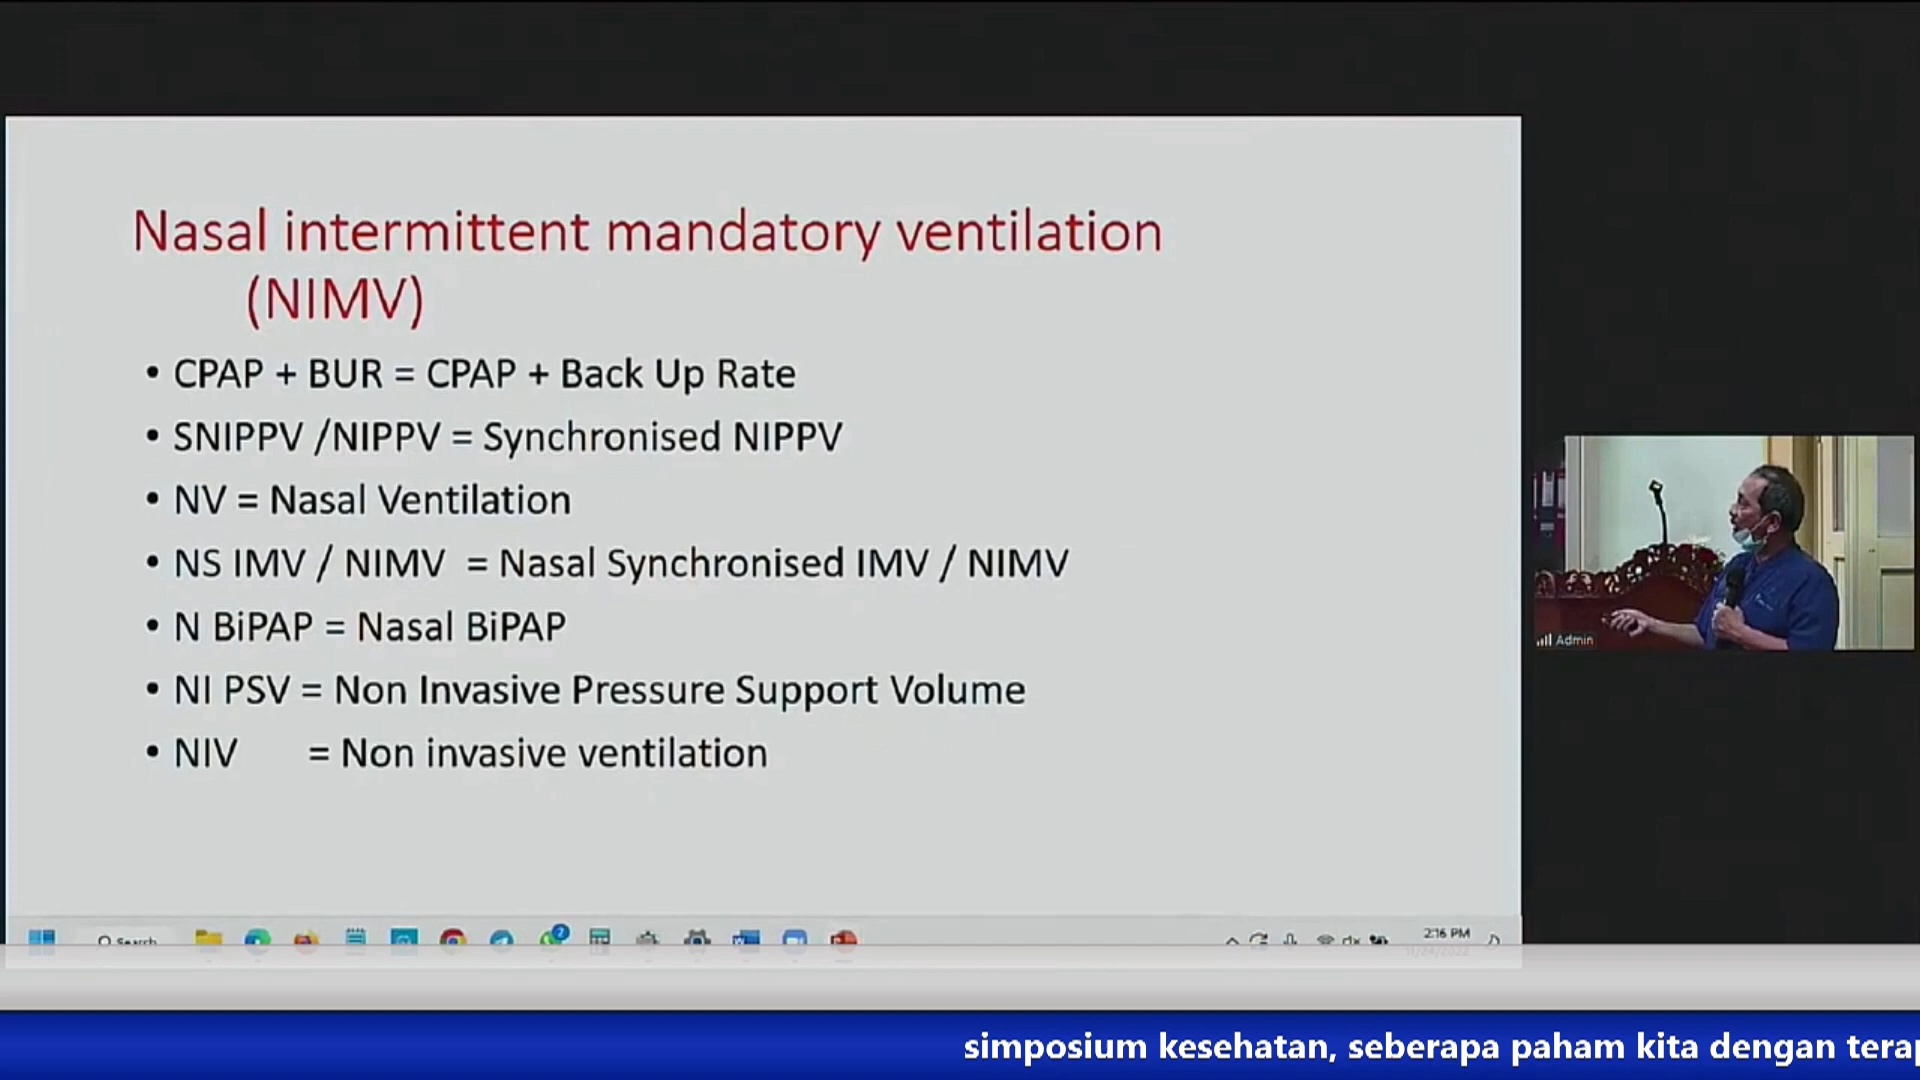 Nasal intermittent mandatory ventilation
(NIMV)
• CPAP + BUR = CPAP + Back Up Rate
• SNIPPV /NIPPV = Synchronised NIPPV
• NV = Nasal Ventilation
• NS IMV / NIMV = Nasal Synchronised IMV / NIMV
• N BiPAP = Nasal BiPAP
• NI PSV = Non Invasive Pressure Support Volume
• NIV = Non invasive ventilation
Admin
Search
2
2:16 PM
simposium kesehatan, seberapa paham kita dengan terap